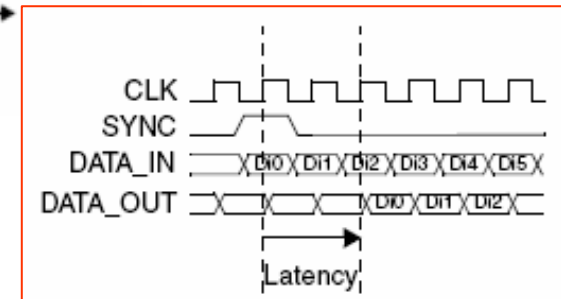 CLK
SYNC
DATA_IN Di0 Di1 Di2 Di3 Di4 Di5
DATA_OUT Di0 Di1 Di2
Latency